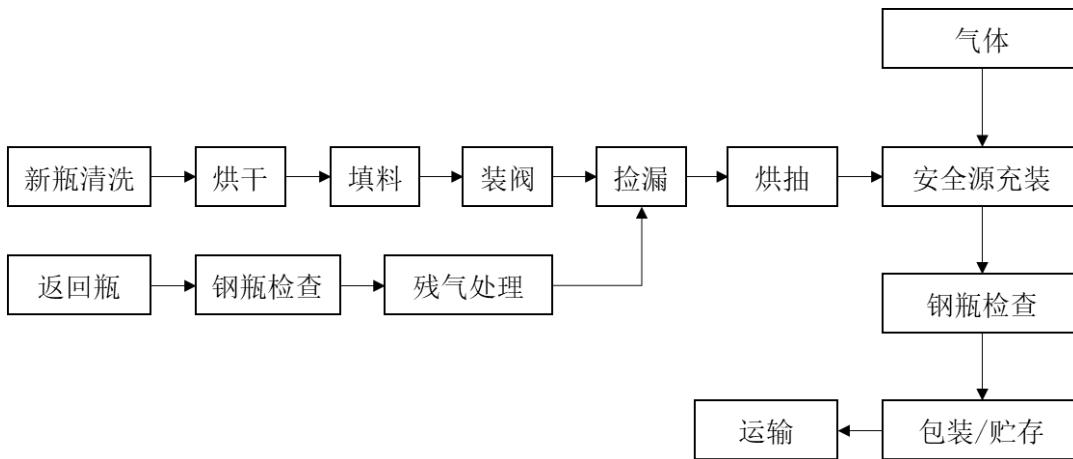 气体
新瓶清洗 烘干 填料 装阀 捡漏 烘抽 安全源充装
返回瓶 钢瓶检查 残气处理
钢瓶检查
运输 包装/贮存